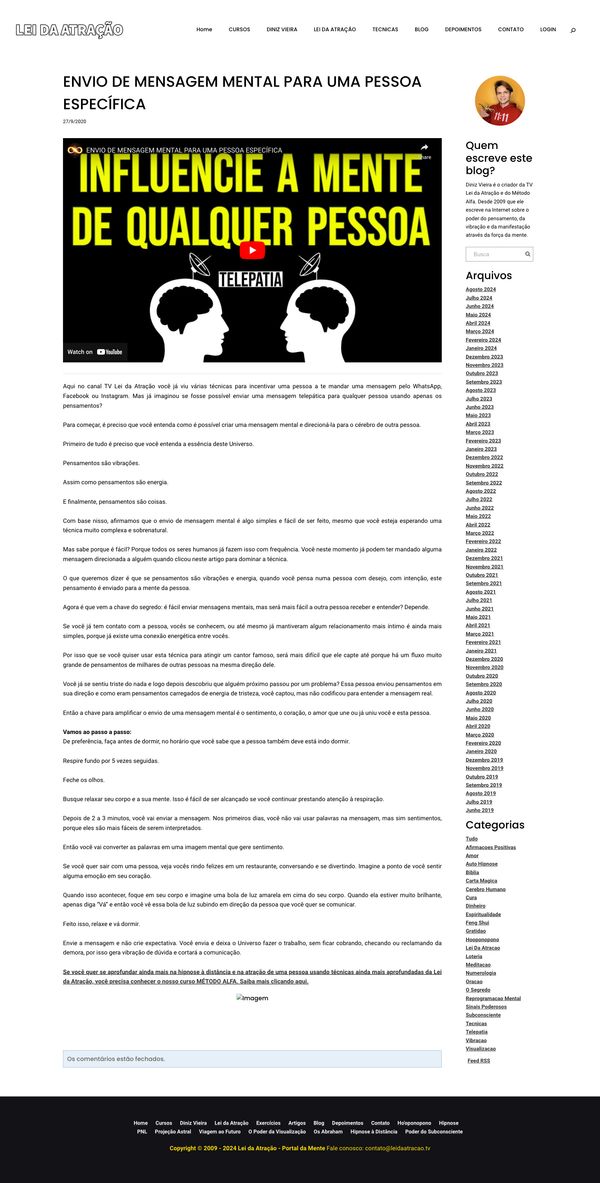 LEI DA ATRAÇÃO
Home CURSOS DINIZ VIEIRA LEI DA ATRAÇÃO TECNICAS BLOG DEPOIMENTOS CONTATO LOGIN
ENVIO DE MENSAGEM MENTAL PARA UMA PESSOA
ESPECÍFICA
27/9/2020
ENVIO DE MENSAGEM MENTAL PARA UMA PESSOA ESPECÍFICA
Share
INFLUENCIE A MENTE
DE QUALQUER PESSOA
TELEPATIA
Watch on YouTube
Aqui no canal TV Lei da Atração você já viu várias técnicas para incentivar uma pessoa a te mandar uma mensagem pelo WhatsApp,
Facebook ou Instagram. Mas já imaginou se fosse possível enviar uma mensagem telepática para qualquer pessoa usando apenas os
pensamentos?
Para começar, é preciso que você entenda como é possível criar uma mensagem mental e direcioná-la para o cérebro de outra pessoa.
Primeiro de tudo é preciso que você entenda a essência deste Universo.
Pensamentos são vibrações.
Assim como pensamentos são energia.
E finalmente, pensamentos são coisas.
Com base nisso, afirmamos que o envio de mensagem mental é algo simples e fácil de ser feito, mesmo que você esteja esperando uma
técnica muito complexa e sobrenatural.
Mas sabe porque é fácil? Porque todos os seres humanos já fazem isso com frequência. Você neste momento já podem ter mandado alguma
mensagem direcionada a alguém quando clicou neste artigo para dominar a técnica.
O que queremos dizer é que se pensamentos são vibrações e energia, quando você pensa numa pessoa com desejo, com intenção, este
pensamento é enviado para a mente da pessoa.
Agora é que vem a chave do segredo: é fácil enviar mensagens mentais, mas será mais fácil a outra pessoa receber e entender? Depende.
Se você já tem contato com a pessoa, vocês se conhecem, ou até mesmo já mantiveram algum relacionamento mais intimo é ainda mais
simples, porque já existe uma conexão energética entre vocês.
Por isso que se você quiser usar esta técnica para atingir um cantor famoso, será mais difícil que ele capte até porque há um fluxo muito
grande de pensamentos de milhares de outras pessoas na mesma direção dele.
Você já se sentiu triste do nada e logo depois descobriu que alguém próximo passou por um problema? Essa pessoa enviou pensamentos em
sua direção e como eram pensamentos carregados de energia de tristeza, você captou, mas não codificou para entender a mensagem real.
Então a chave para amplificar o envio de uma mensagem mental é o sentimento, o coração, o amor que une ou já uniu você e esta pessoa.
Vamos ao passo a passo:
De preferência, faça antes de dormir, no horário que você sabe que a pessoa também deve está indo dormir.
Respire fundo por 5 vezes seguidas.
Feche os olhos.
Busque relaxar seu corpo e a sua mente. Isso é fácil de ser alcançado se você continuar prestando atenção à respiração.
Depois de 2 a 3 minutos, você vai enviar a mensagem. Nos primeiros dias, você não vai usar palavras na mensagem, mas sim sentimentos,
porque eles são mais fáceis de serem interpretados.
Então você vai converter as palavras em uma imagem mental que gere sentimento.
Se você quer sair com uma pessoa, veja vocês rindo felizes em um restaurante, conversando e se divertindo. Imagine a ponto de você sentir
alguma emoção em seu coração.
Quando isso acontecer, foque em seu corpo e imagine uma bola de luz amarela em cima do seu corpo. Quando ela estiver muito brilhante,
apenas diga "Vá" e então você vê essa bola de luz subindo em direção da pessoa que você quer se comunicar.
Feito isso, relaxe e vá dormir.
Envie a mensagem e não crie expectativa. Você envia e deixa o Universo fazer o trabalho, sem ficar cobrando, checando ou reclamando da
demora, por isso gera vibração de dúvida e cortará a comunicação.
Se você quer se aprofundar ainda mais na hipnose à distância e na atração de uma pessoa usando técnicas ainda mais aprofundadas da Lei
da Atração, você precisa conhecer o nosso curso MÉTODO ALFA. Saiba mais clicando aqui.
Imagem
Os comentários estão fechados.
11:11
Quem
escreve este
blog?
Diniz Vieira é o criador da TV
Lei da Atração e do Método
Alfa. Desde 2009 que ele
escreve na Internet sobre o
poder do pensamento, da
vibração e da manifestação
através da força da mente.
Busca
Arquivos
Agosto 2024
Julho 2024
Junho 2024
Maio 2024
Abril 2024
Março 2024
Fevereiro 2024
Janeiro 2024
Dezembro 2023
Novembro 2023
Outubro 2023
Setembro 2023
Agosto 2023
Julho 2023
Junho 2023
Maio 2023
Abril 2023
Março 2023
Fevereiro 2023
Janeiro 2023
Dezembro 2022
Novembro 2022
Outubro 2022
Setembro 2022
Agosto 2022
Julho 2022
Junho 2022
Maio 2022
Abril 2022
Março 2022
Fevereiro 2022
Janeiro 2022
Dezembro 2021
Novembro 2021
Outubro 2021
Setembro 2021
Agosto 2021
Julho 2021
Junho 2021
Maio 2021
Abril 2021
Março 2021
Fevereiro 2021
Janeiro 2021
Dezembro 2020
Novembro 2020
Outubro 2020
Setembro 2020
Agosto 2020
Julho 2020
Junho 2020
Maio 2020
Abril 2020
Março 2020
Fevereiro 2020
Janeiro 2020
Dezembro 2019
Novembro 2019
Outubro 2019
Setembro 2019
Agosto 2019
Julho 2019
Junho 2019
Categorias
Tudo
Afirmacoes Positivas
Amor
Auto Hipnose
Biblia
Carta Magica
Cerebro Humano
Cura
Dinheiro
Espiritualidade
Feng Shui
Gratidao
Hooponopono
Lei Da Atracao
Loteria
Meditacao
Numerologia
Oracao
O Segredo
Reprogramacao Mental
Sinais Poderosos
Subconsciente
Tecnicas
Telepatia
Vibracao
Visualizacao
Feed RSS
Home Cursos Diniz Vieira Lei da Atração Exercícios Artigos Blog Depoimentos Contato Ho'oponopono Hipnose
PNL Projeção Astral Viagem ao Futuro O Poder da Visualização Os Abraham Hipnose à Distância Poder do Subconsciente
Copyright © 2009 - 2024 Lei da Atração - Portal da Mente Fale conosco: contato@leidaatracao.tv